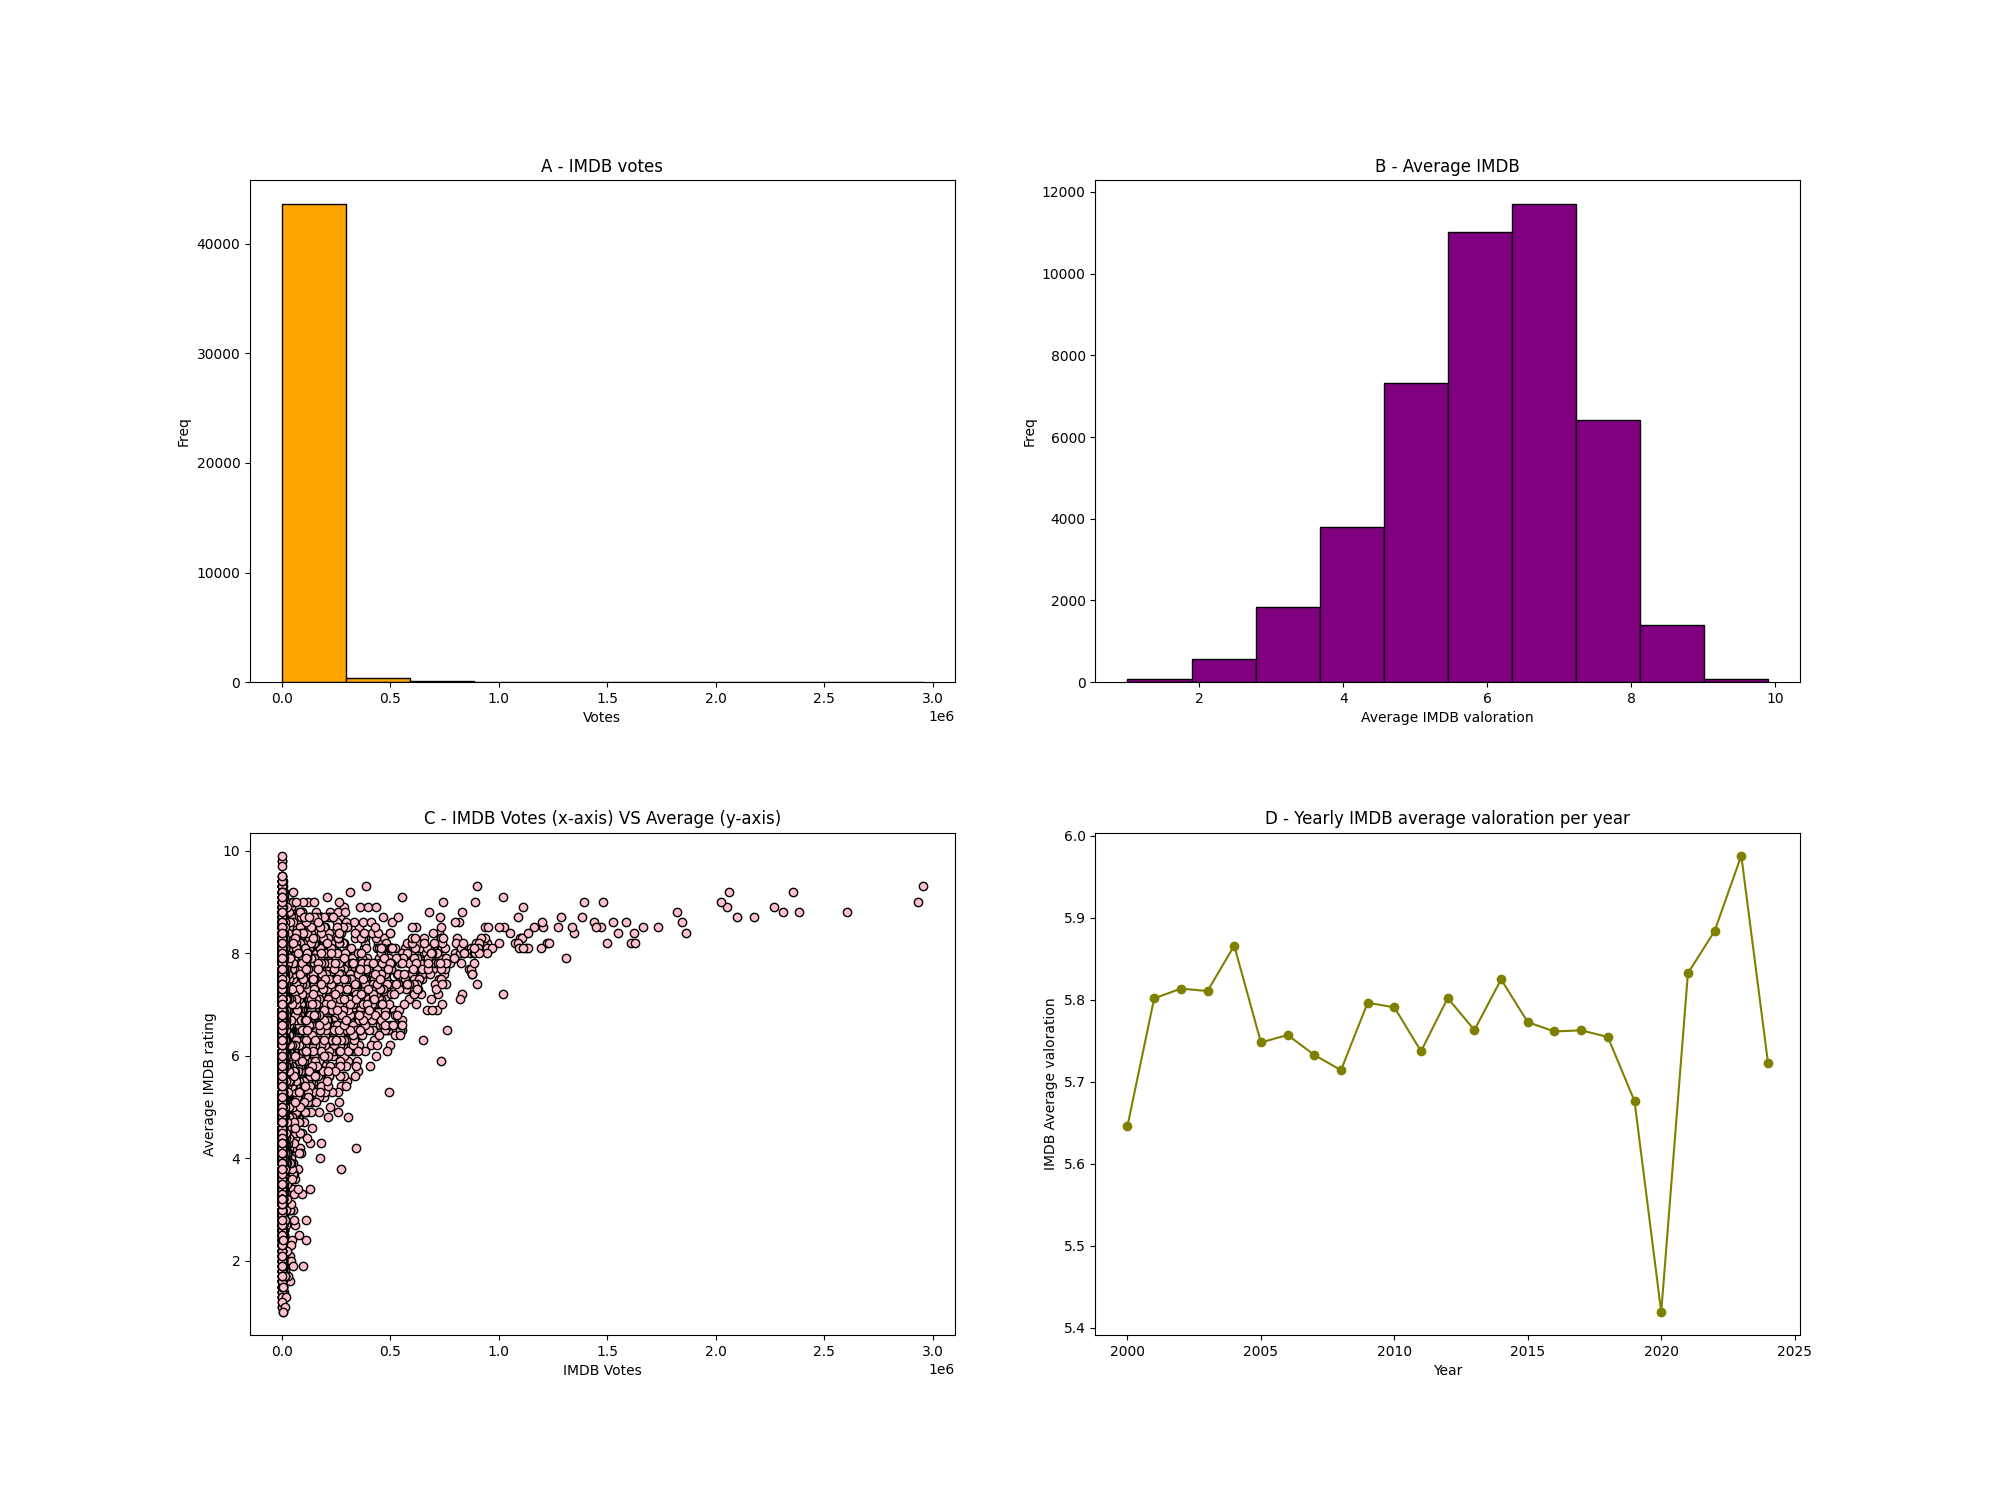 A - IMDB votes
40000
30000
20000
10000
0
Freq
0.0 0.5 1.0 1.5 2.0 2.5 3.0
1e6
Votes
B - Average IMDB
12000
10000
8000
6000
4000
2000
0
Freq
2 4 6 8 10
Average IMDB valoration
C - IMDB Votes (x-axis) VS Average (y-axis)
10
8
6
4
2
Average IMDB rating
0.0 0.5 1.0 1.5 2.0 2.5 3.0
1e6
IMDB Votes
D - Yearly IMDB average valoration per year
6.0
5.9
5.8
5.7
5.6
5.5
5.4
IMDB Average valoration
2000 2005 2010 2015 2020 2025
Year